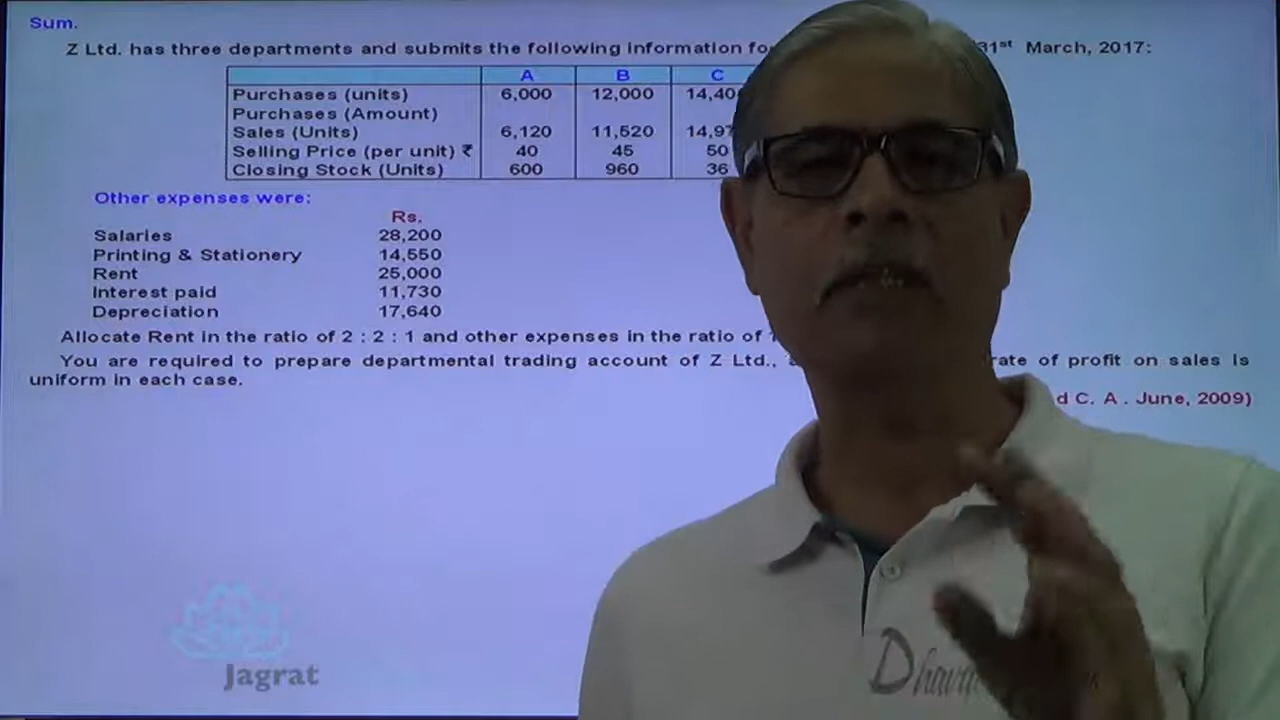 Sum.
Z Ltd. has three departments and submits the following information fo 31st March, 2017:
A B C
Purchases (units) 6,000 12,000 14,40
Purchases (Amount)
Sales (Units) 6,120 11,520 14,97
Selling Price (per unit) ₹ 40 45 50
Closing Stock (Units) 600 960 36
Other expenses were:
Rs.
Salaries 28,200
Printing & Stationery 14,550
Rent 25,000
Interest paid 11,730
Depreciation 17,640
Allocate Rent in the ratio of 2 : 2 : 1 and other expenses in the ratio of
You are required to prepare departmental trading account of Z Ltd., rate of profit on sales is
uniform in each case.
d C. A . June, 2009)
Jagrat